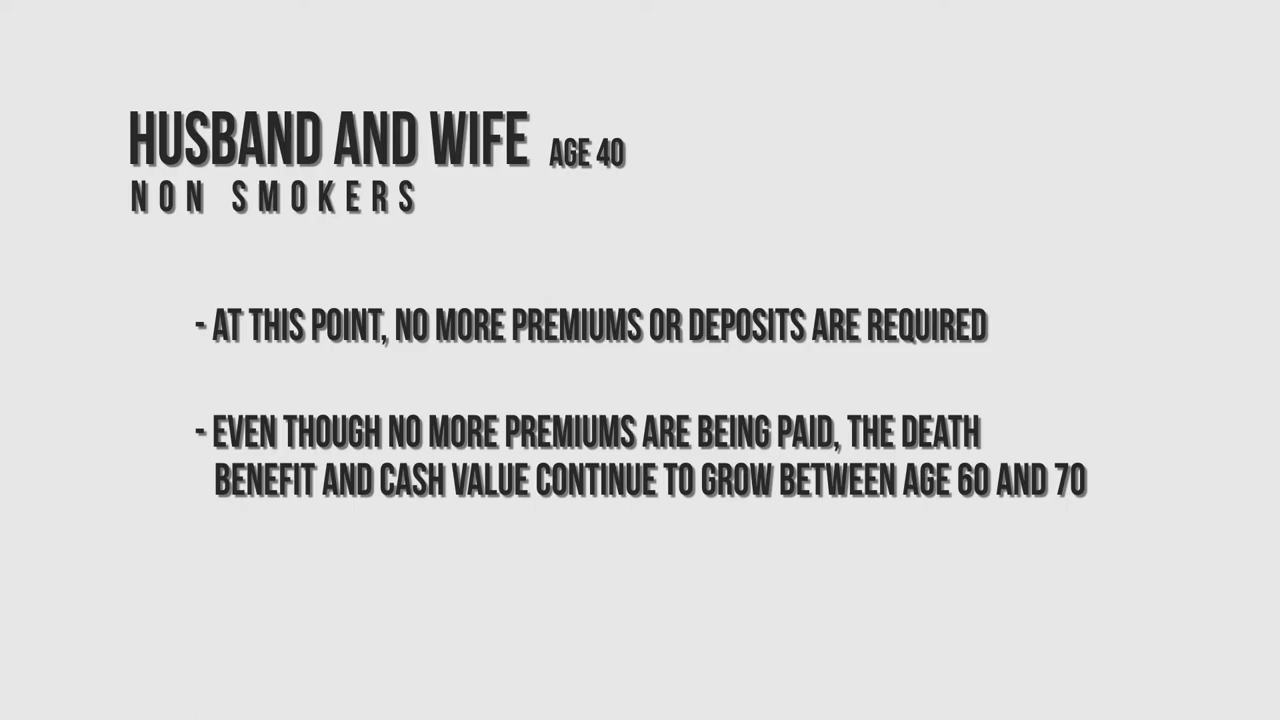 HUSBAND AND WIFE AGE 40
NON SMOKERS
- AT THIS POINT, NO MORE PREMIUMS OR DEPOSITS ARE REQUIRED
- EVEN THOUGH NO MORE PREMIUMS ARE BEING PAID, THE DEATH
BENEFIT AND CASH VALUE CONTINUE TO GROW BETWEEN AGE 60 AND 70